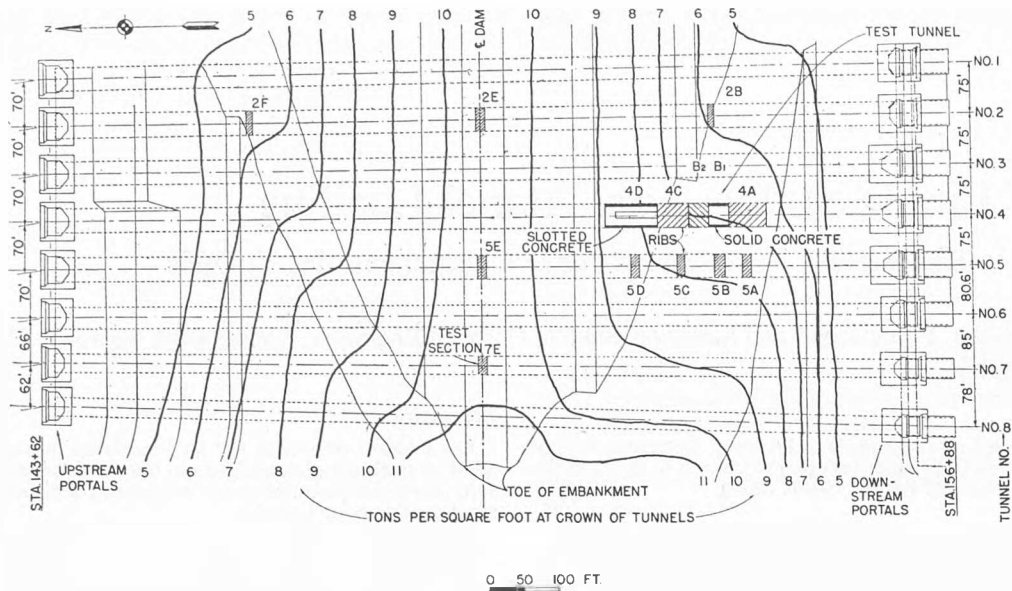 N
5 6 7 8 9 10 ℄ DAM 10 9 8 7 6 5
TEST TUNNEL
NO. 1
70'
75'
2F
2E
2B
NO. 2
70'
75'
NO. 3
B2 B1
70'
75'
4D 4C 4A
NO. 4
SLOTTED CONCRETE
RIBS
SOLID CONCRETE
70'
75'
5E
NO. 5
5D 5C 5B 5A
70'
80.6'
NO. 6
66'
85'
TEST SECTION
7E
NO. 7
62'
78'
NO. 8
STA. 143+62
UPSTREAM PORTALS
5 6 7 8 9 10 11
11 10 9 8 7 6 5
DOWN-STREAM PORTALS
STA. 156+88
TUNNEL NO.
TOE OF EMBANKMENT
TONS PER SQUARE FOOT AT CROWN OF TUNNELS
0 50 100 FT.